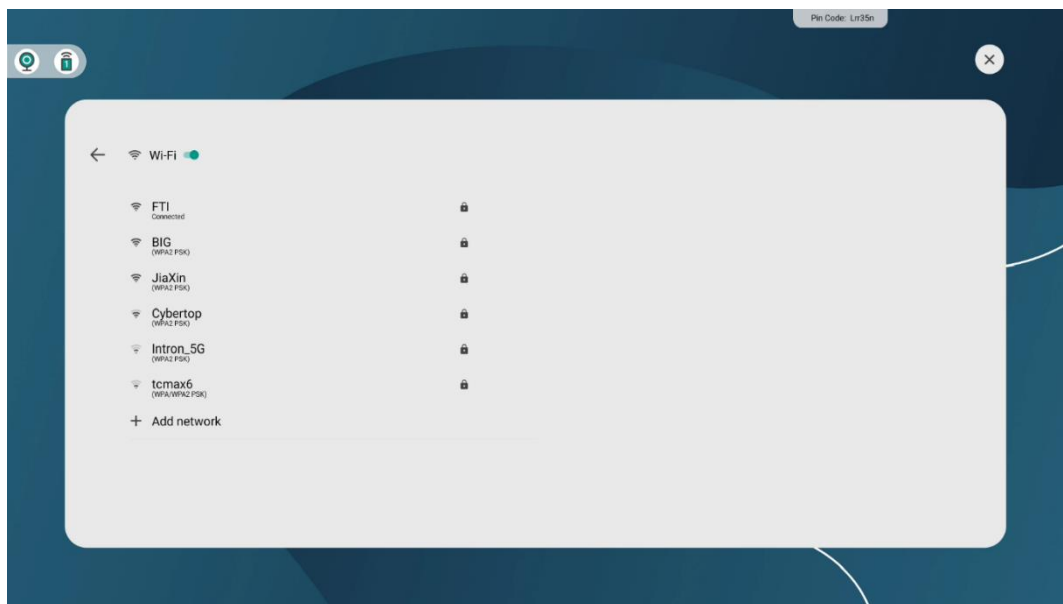 Pin Code: Lrr35n
1
Wi-Fi
FTI
Connected
BIG
(WPA2 PSK)
JiaXin
(WPA2 PSK)
Cybertop
(WPA2 PSK)
Intron_5G
(WPA2 PSK)
tcmax6
(WPA/WPA2 PSK)
Add network